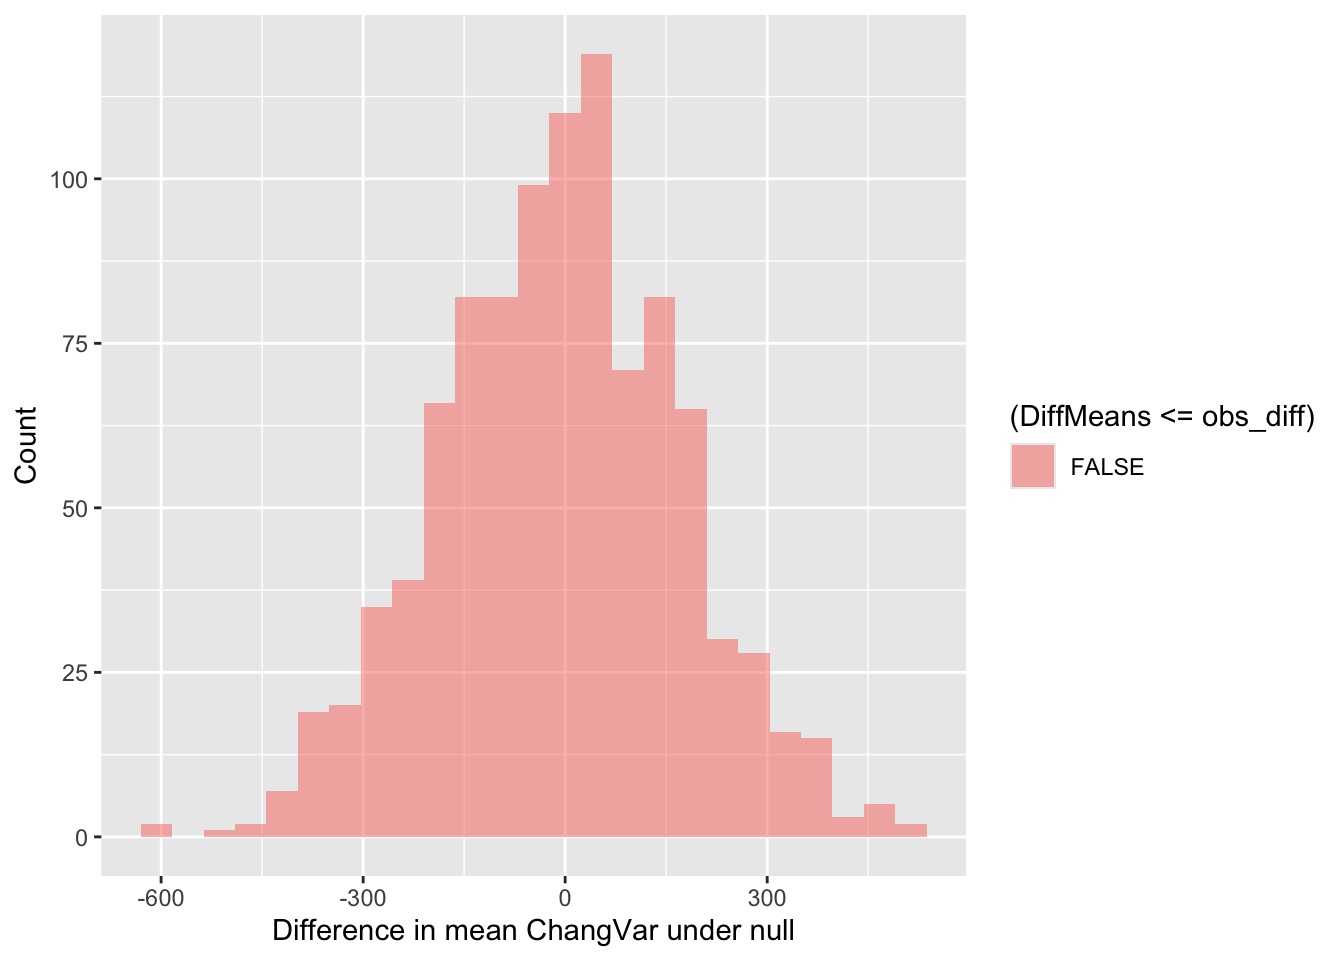 100
75
50
25
0
Count
-600
-300
0
300
Difference in mean ChangVar under null
(DiffMeans <= obs_diff)
FALSE